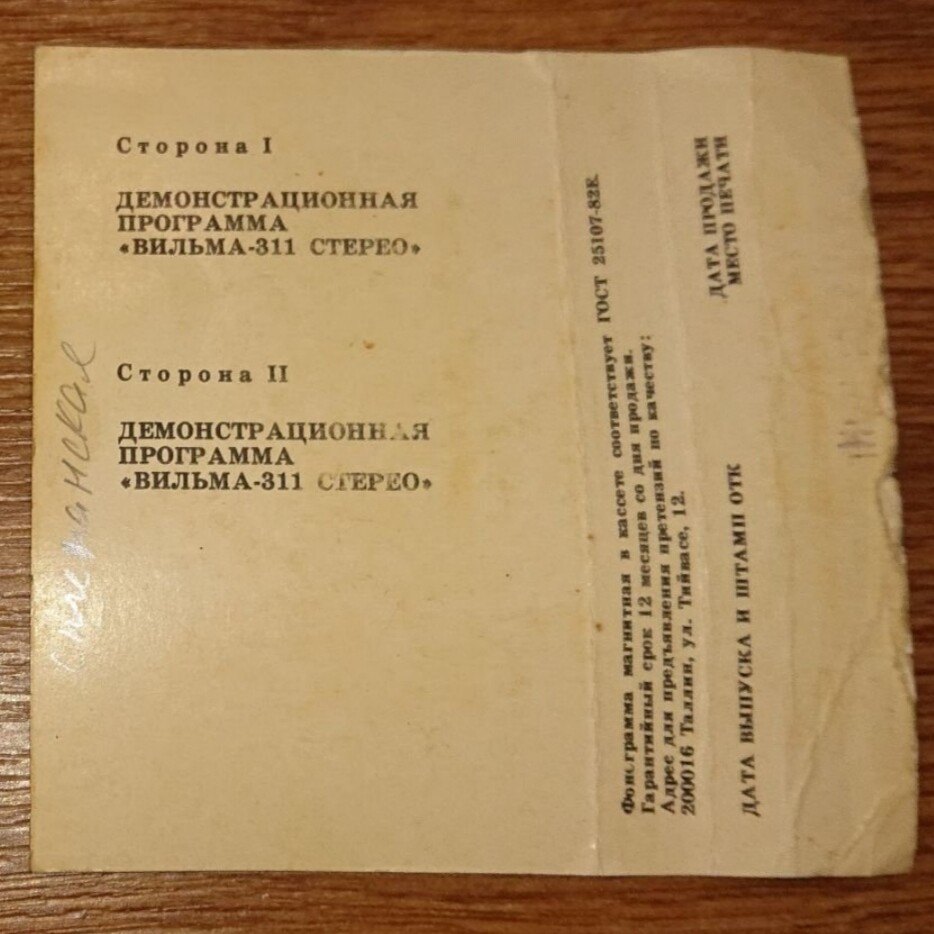 Сторона I
ДЕМОНСТРАЦИОННАЯ
ПРОГРАММА
«ВИЛЬМА-311 СТЕРЕО»
Сторона II
ДЕМОНСТРАЦИОННАЯ
ПРОГРАММА
«ВИЛЬМА-311 СТЕРЕО»
Фонограмма магнитная в кассете соответствует ГОСТ 25107-82Е.
Гарантийный срок 12 месяцев со дня продажи.
Адрес для предъявления претензий по качеству:
200016 Таллин, ул. Тийвасе, 12.
ДАТА ПРОДАЖИ
МЕСТО ПЕЧАТИ
ДАТА ВЫПУСКА И ШТАМП ОТК